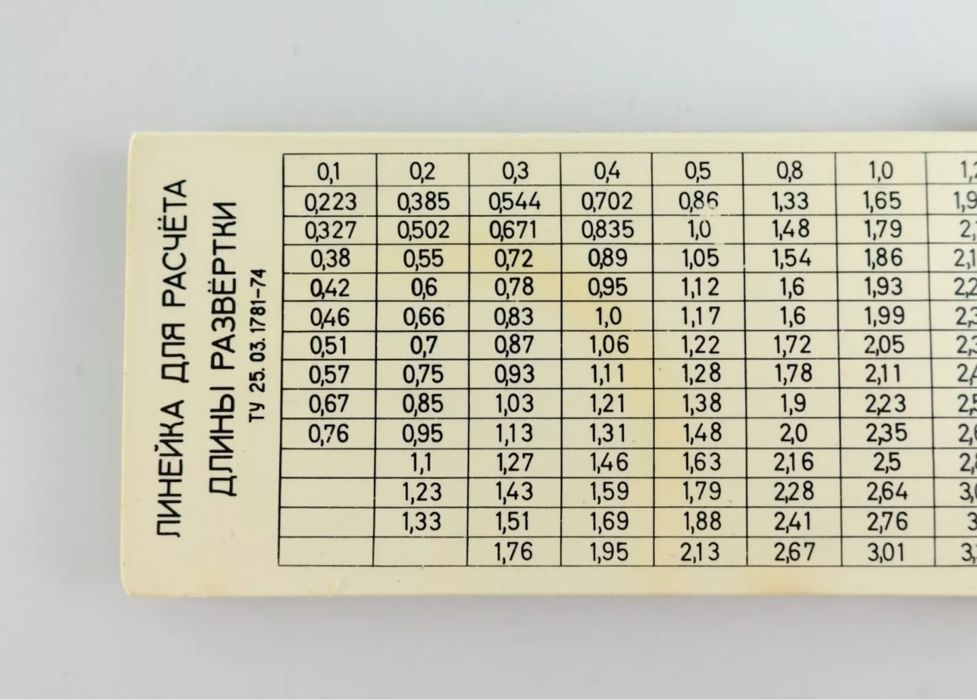 ЛИНЕЙКА ДЛЯ РАСЧЁТА
ДЛИНЫ РАЗВЁРТКИ
ТУ 25.03.1781-74
0,1 0,2 0,3 0,4 0,5 0,8 1,0
0,223 0,385 0,544 0,702 0,86 1,33 1,65
0,327 0,502 0,671 0,835 1,0 1,48 1,79
0,38 0,55 0,72 0,89 1,05 1,54 1,86
0,42 0,6 0,78 0,95 1,12 1,6 1,93
0,46 0,66 0,83 1,0 1,17 1,6 1,99
0,51 0,7 0,87 1,06 1,22 1,72 2,05
0,57 0,75 0,93 1,11 1,28 1,78 2,11
0,67 0,85 1,03 1,21 1,38 1,9 2,23
0,76 0,95 1,13 1,31 1,48 2,0 2,35
1,1 1,27 1,46 1,63 2,16 2,5
1,23 1,43 1,59 1,79 2,28 2,64
1,33 1,51 1,69 1,88 2,41 2,76
1,76 1,95 2,13 2,67 3,01